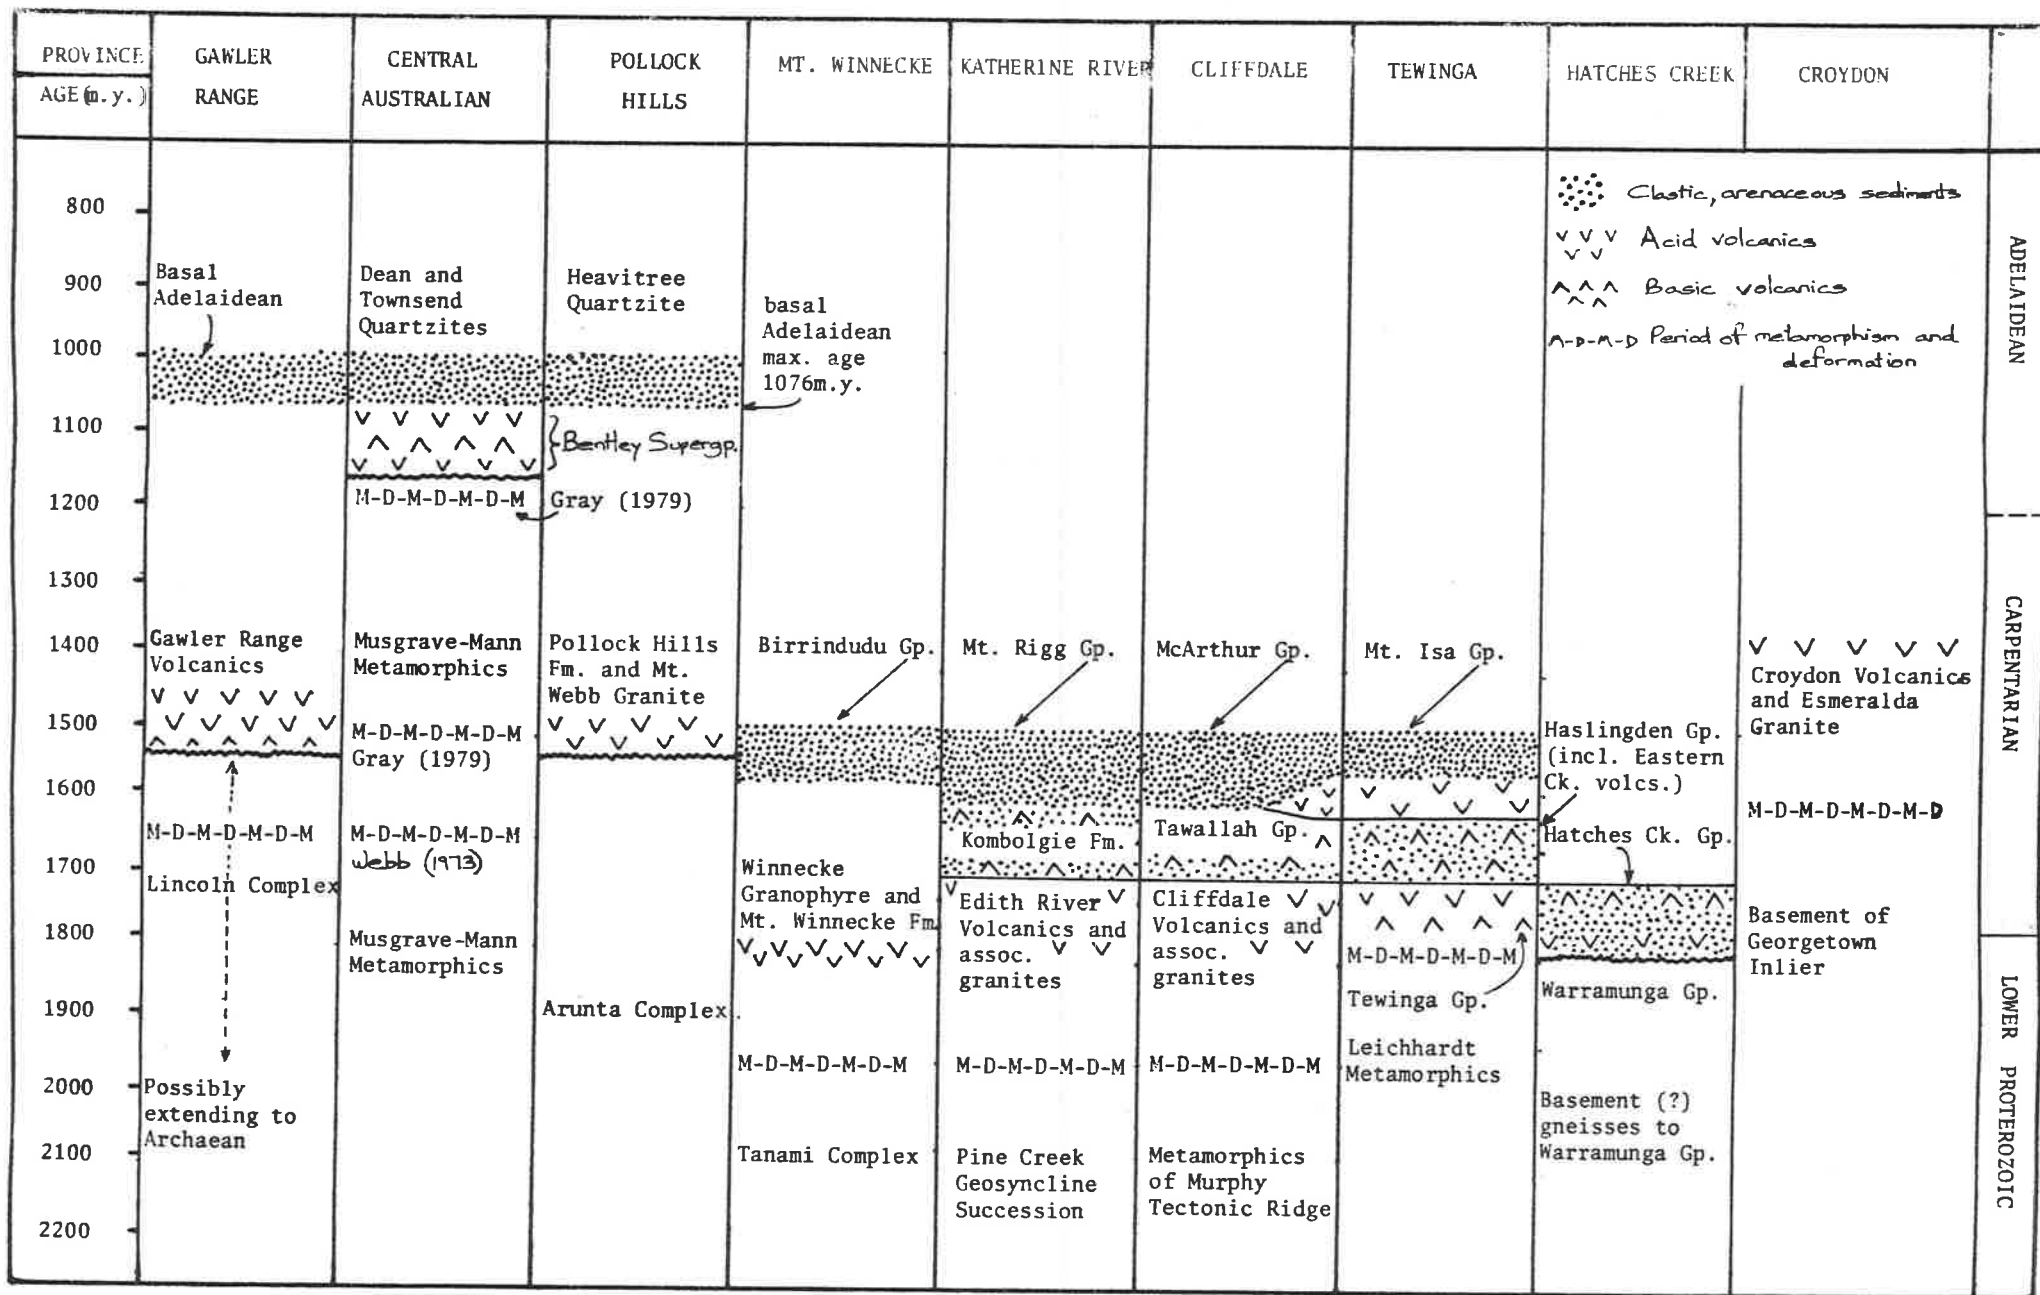 PROVINCE
AGE(m.y.)
GAWLER
RANGE
CENTRAL
AUSTRALIAN
POLLOCK
HILLS
MT. WINNECKE
KATHERINE RIVER
CLIFFDALE
TEWINGA
HATCHES CREEK
CROYDON
800
900
1000
1100
1200
1300
1400
1500
1600
1700
1800
1900
2000
2100
2200
Basal
Adelaidean
Gawler Range
Volcanics
M-D-M-D-M-D-M
Lincoln Complex
Possibly
extending to
Archaean
Dean and
Townsend
Quartzites
M-D-M-D-M-D-M
Musgrave-Mann
Metamorphics
M-D-M-D-M-D-M
Gray (1979)
M-D-M-D-M-D-M
Webb (1973)
Musgrave-Mann
Metamorphics
Heavitree
Quartzite
Bentley Supergp.
Gray (1979)
Pollock Hills
Fm. and Mt.
Webb Granite
Arunta Complex
basal
Adelaidean
max. age
1076m.y.
Birrindudu Gp.
Winnecke
Granophyre and
Mt. Winnecke Fm.
M-D-M-D-M-D-M
Tanami Complex
Mt. Rigg Gp.
Kombolgie Fm.
Edith River
Volcanics and
assoc.
granites
M-D-M-D-M-D-M
Pine Creek
Geosyncline
Succession
McArthur Gp.
Tawallah Gp.
Cliffdale
Volcanics and
assoc.
granites
M-D-M-D-M-D-M
Metamorphics
of Murphy
Tectonic Ridge
Mt. Isa Gp.
M-D-M-D-M-D-M
Tewinga Gp.
Leichhardt
Metamorphics
Haslingden Gp.
(incl. Eastern
Ck. volcs.)
Hatches Ck. Gp.
Warramunga Gp.
Basement (?)
gneisses to
Warramunga Gp.
Clastic, arenaceous sediments
Acid volcanics
Basic volcanics
M-D-M-D Period of metamorphism and
deformation
Croydon Volcanics
and Esmeralda
Granite
M-D-M-D-M-D-M-D
Basement of
Georgetown
Inlier
ADELAIDEAN
CARPENTARIAN
LOWER PROTEROZOIC